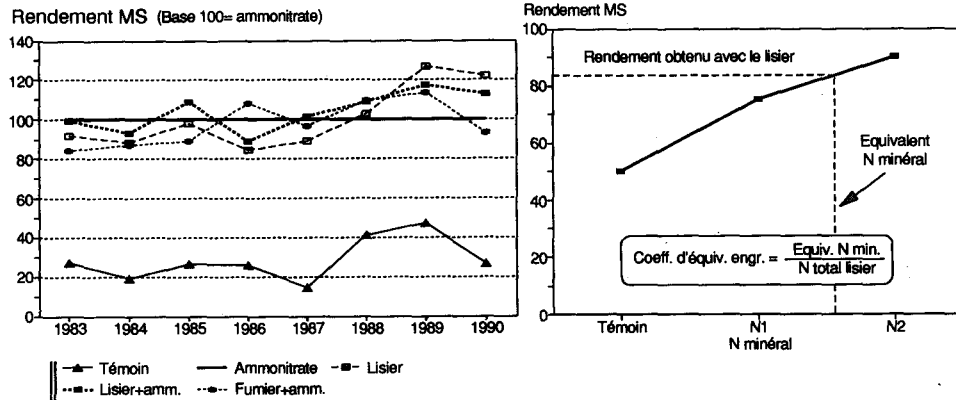 Rendement MS (Base 100= ammonitrate)
140
120
100
80
60
40
20
0
1983 1984 1985 1986 1987 1988 1989 1990
Témoin Ammonitrate Lisier
Lisier+amm. Fumier+amm.
Rendement MS
100
80
60
40
20
0
Rendement obtenu avec le lisier
Equivalent
N minéral
Coeff. d'équiv. engr. = Equiv. N min.
N total lisier
Témoin N1 N2
N minéral